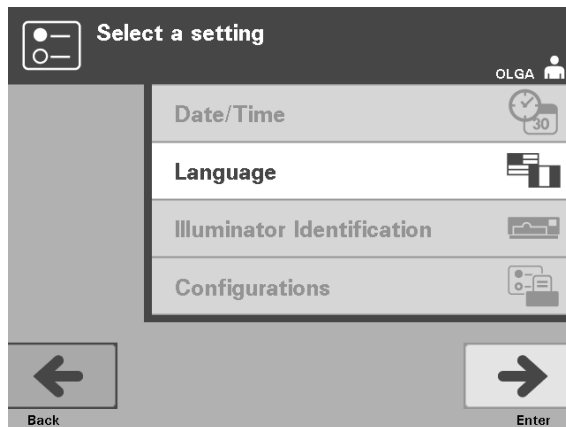 Select a setting
OLGA
Date/Time
30
Language
Illuminator Identification
Configurations
Back
Enter